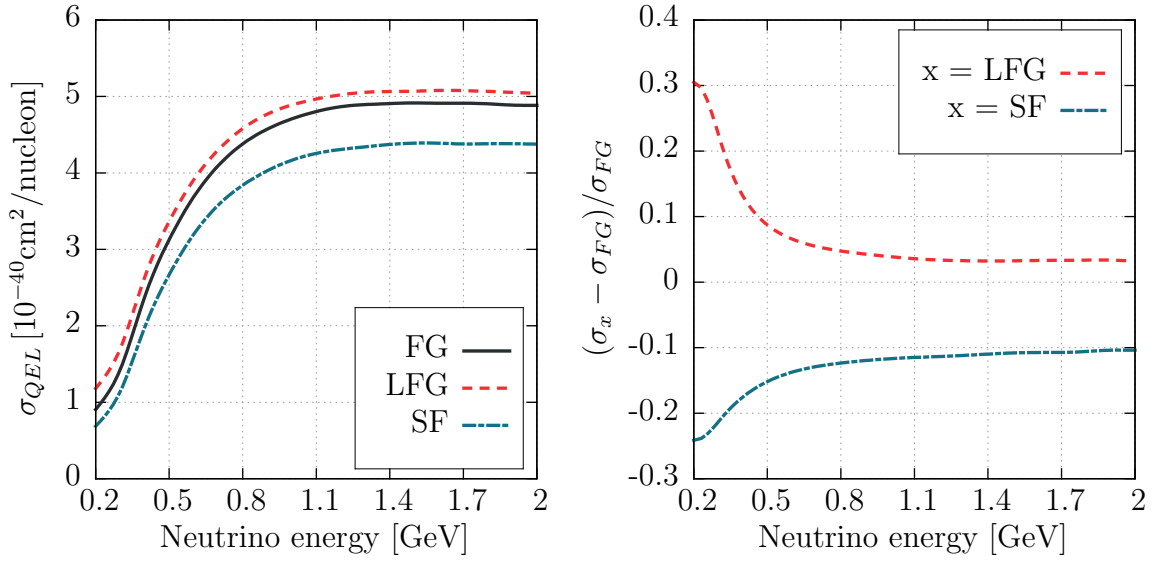 σ_QEL [10⁻⁴⁰cm²/nucleon]
6
5
4
3
2
1
0
FG
LFG
SF
0.2 0.5 0.8 1.1 1.4 1.7 2
Neutrino energy [GeV]
(σ_x − σ_FG)/σ_FG
0.4
0.3
0.2
0.1
0
-0.1
-0.2
-0.3
x = LFG
x = SF
0.2 0.5 0.8 1.1 1.4 1.7 2
Neutrino energy [GeV]